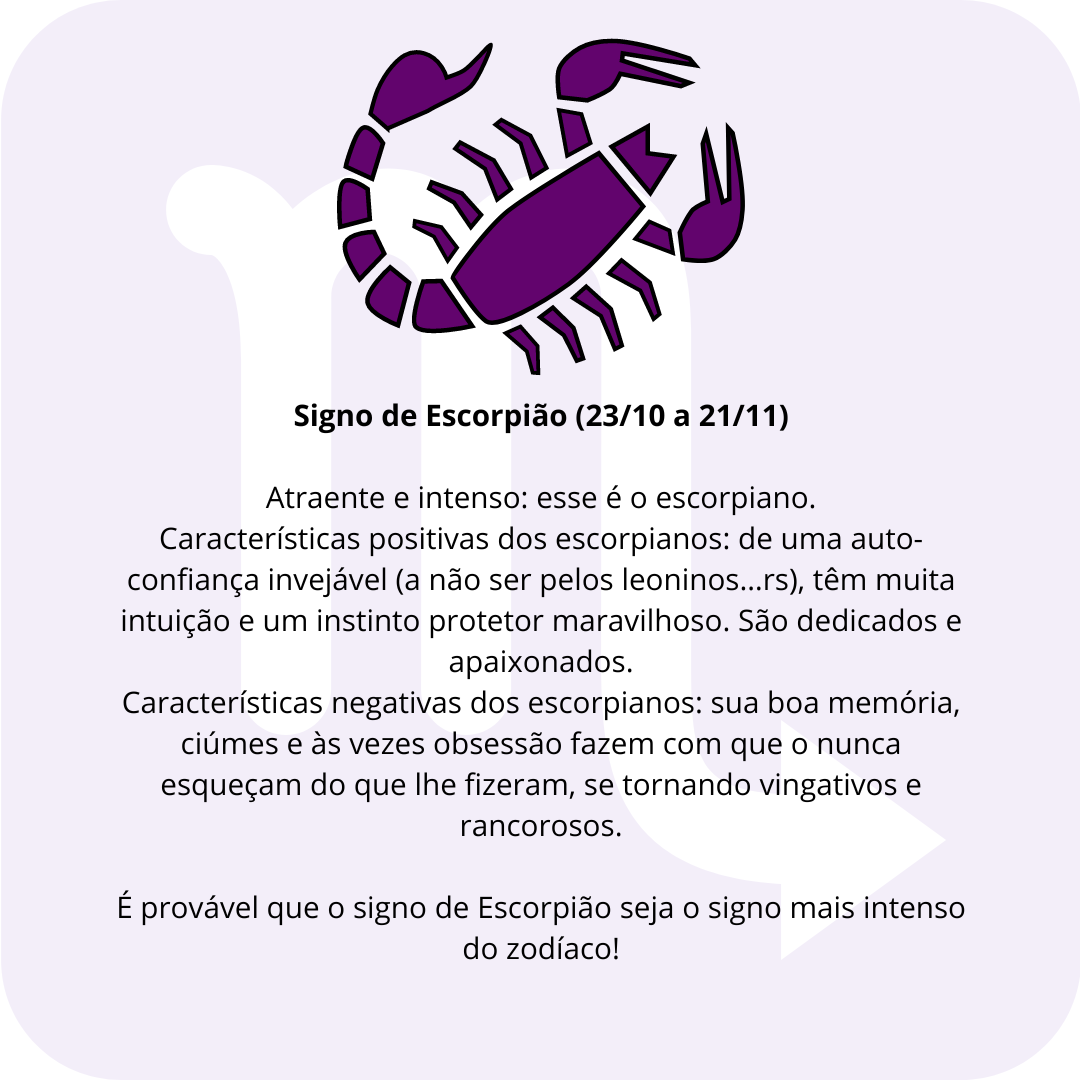 Signo de Escorpião (23/10 a 21/11)
Atraente e intenso: esse é o escorpiano.
Características positivas dos escorpianos: de uma auto-
confiança invejável (a não ser pelos leoninos...rs), têm muita
intuição e um instinto protetor maravilhoso. São dedicados e
apaixonados.
Características negativas dos escorpianos: sua boa memória,
ciúmes e às vezes obsessão fazem com que o nunca
esqueçam do que lhe fizeram, se tornando vingativos e
rancorosos.
É provável que o signo de Escorpião seja o signo mais intenso
do zodíaco!